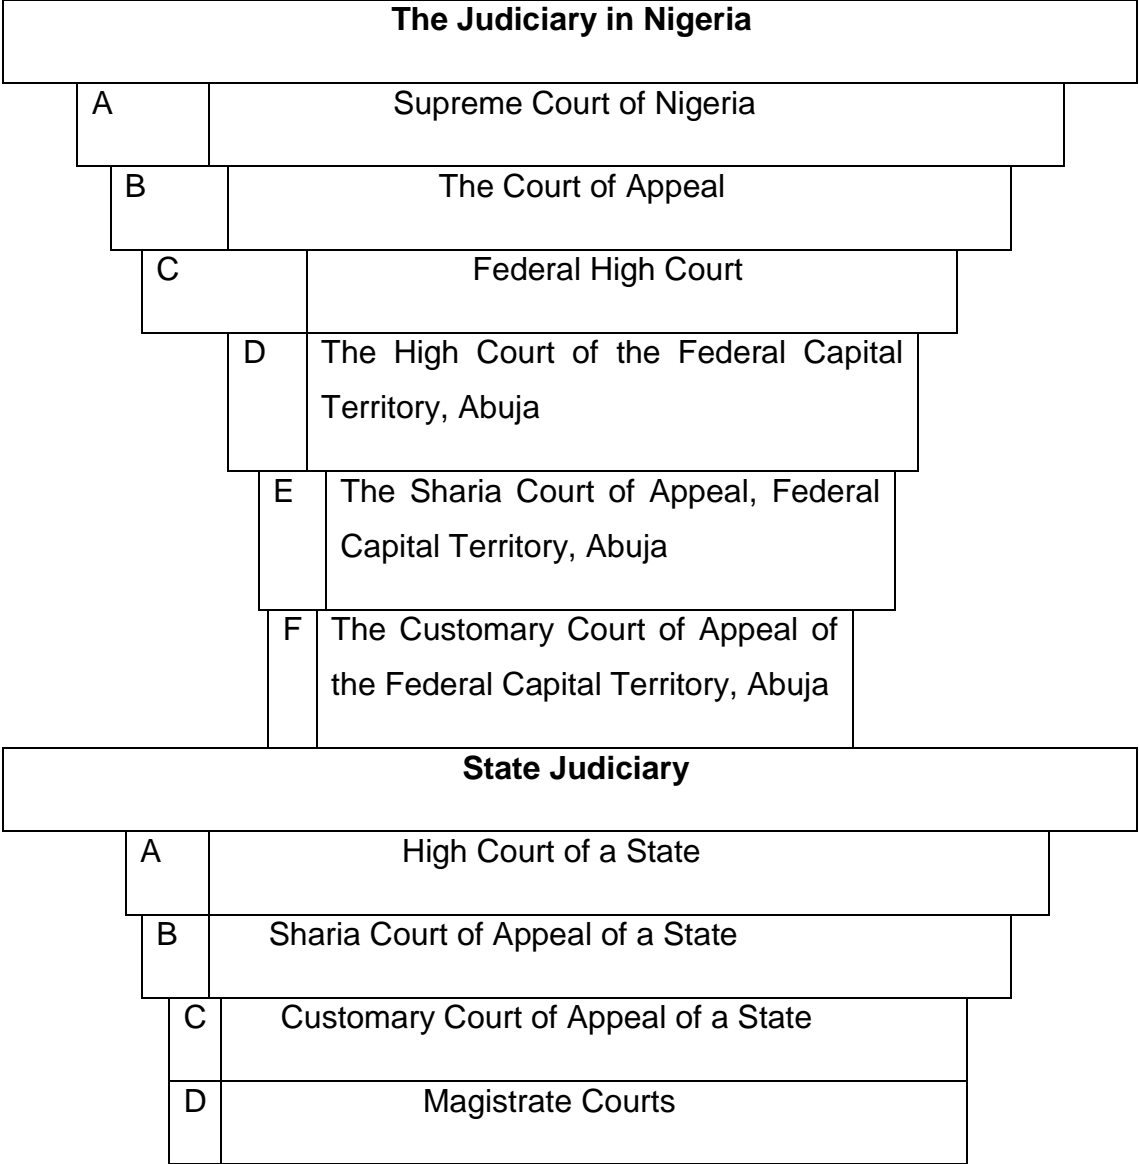 The Judiciary in Nigeria
A Supreme Court of Nigeria
B The Court of Appeal
C Federal High Court
D The High Court of the Federal Capital
Territory, Abuja
E The Sharia Court of Appeal, Federal
Capital Territory, Abuja
F The Customary Court of Appeal of
the Federal Capital Territory, Abuja
State Judiciary
A High Court of a State
B Sharia Court of Appeal of a State
C Customary Court of Appeal of a State
D Magistrate Courts